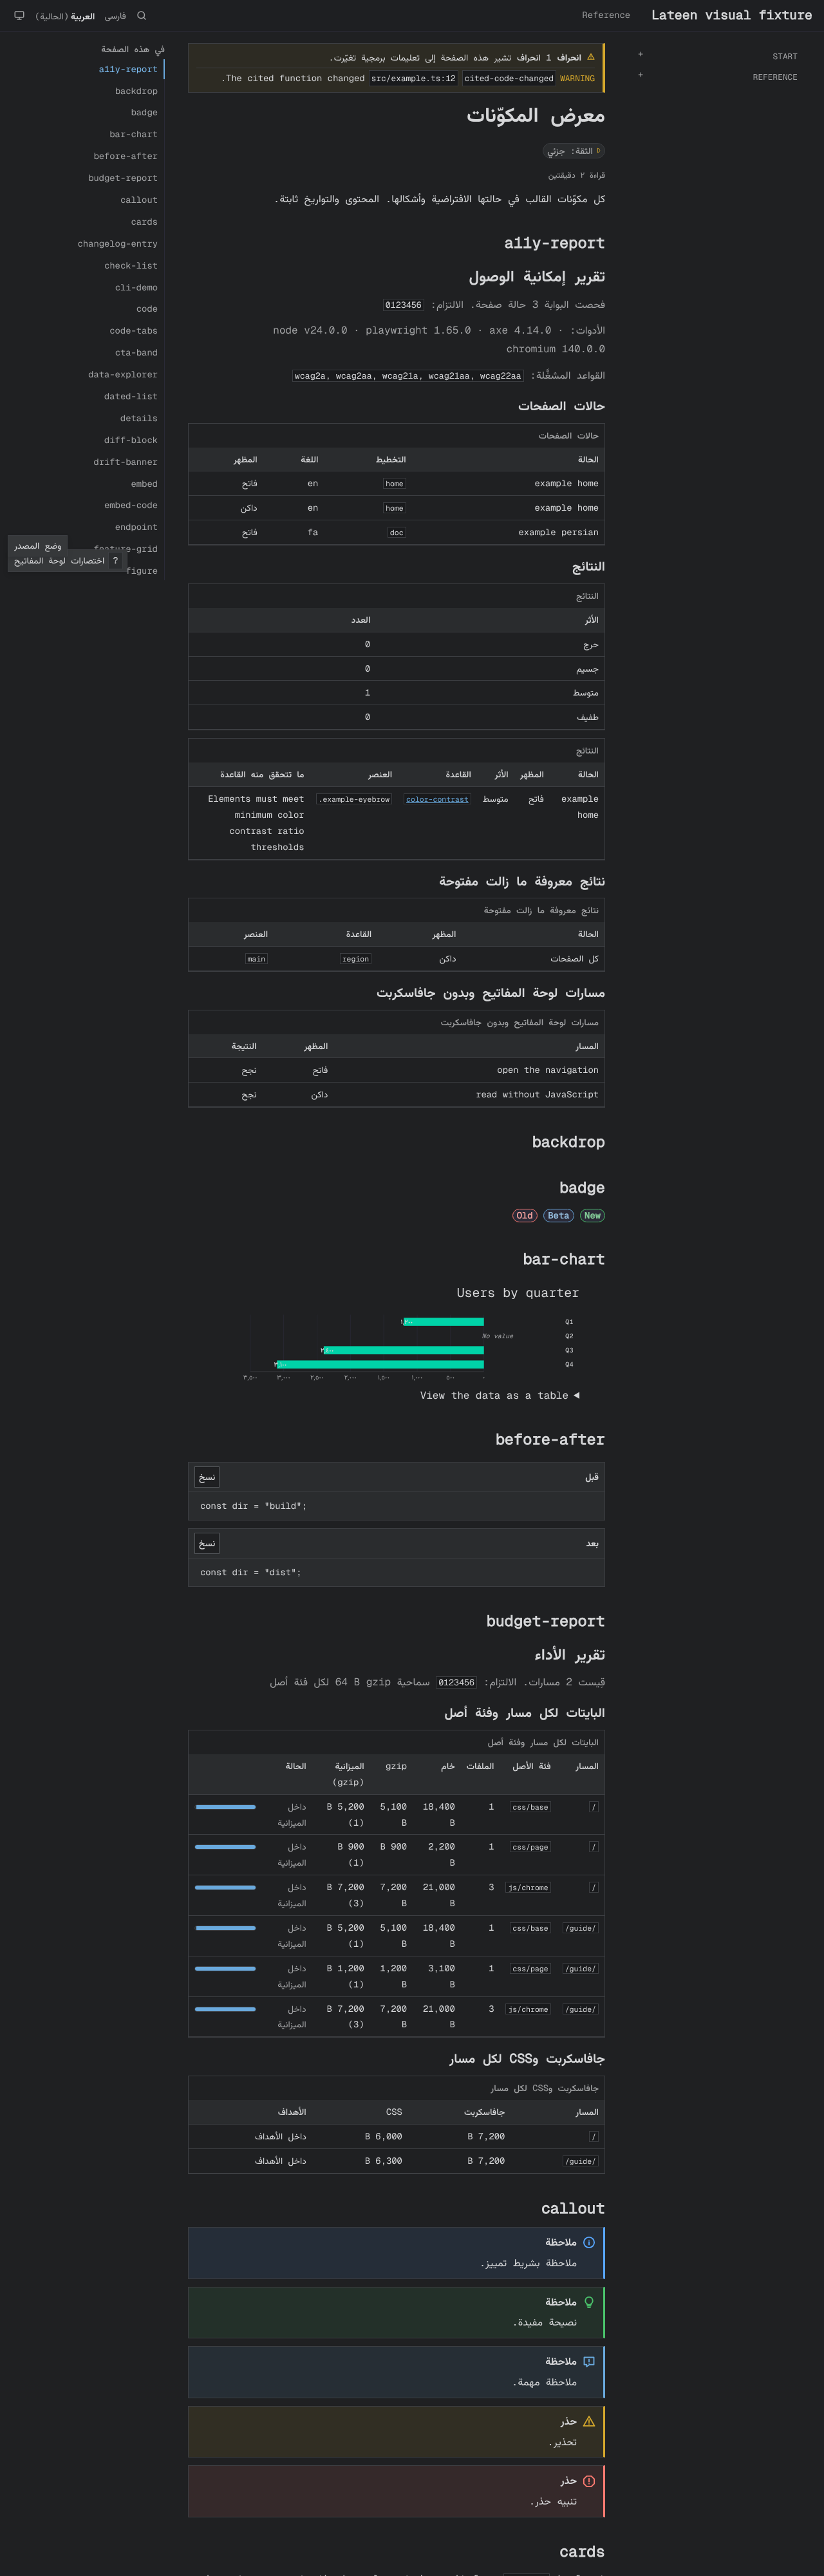 Lateen visual fixture
Reference
فارسی
العربية (الحالية)
START
REFERENCE
في هذه الصفحة
a11y-report
backdrop
badge
bar-chart
before-after
budget-report
callout
cards
changelog-entry
check-list
cli-demo
code
code-tabs
cta-band
data-explorer
dated-list
details
diff-block
drift-banner
embed
embed-code
endpoint
feature-grid
figure
وضع المصدر
? اختصارات لوحة المفاتيح
انحراف 1 انحراف تشير هذه الصفحة إلى تعليمات برمجية تغيّرت.
WARNING cited-code-changed src/example.ts:12 The cited function changed.
معرض المكوّنات
الثقة: جزئي
قراءة ٢ دقيقتين
كل مكوّنات القالب في حالتها الافتراضية وأشكالها. المحتوى والتواريخ ثابتة.
a11y-report
تقرير إمكانية الوصول
فحصت البوابة 3 حالة صفحة. الالتزام: 0123456
الأدوات: node v24.0.0 · playwright 1.65.0 · axe 4.14.0 ·
chromium 140.0.0
القواعد المشغَّلة: wcag2a, wcag2aa, wcag21a, wcag21aa, wcag22aa
حالات الصفحات
حالات الصفحات
الحالة التخطيط اللغة المظهر
example home home en فاتح
example home home en داكن
example persian doc fa فاتح
النتائج
النتائج
الأثر العدد
حرج 0
جسيم 0
متوسط 1
طفيف 0
النتائج
الحالة المظهر الأثر القاعدة العنصر ما تتحقق منه القاعدة
example home فاتح متوسط color-contrast .example-eyebrow Elements must meet
minimum color
contrast ratio
thresholds
نتائج معروفة ما زالت مفتوحة
نتائج معروفة ما زالت مفتوحة
الحالة المظهر القاعدة العنصر
كل الصفحات داكن region main
مسارات لوحة المفاتيح وبدون جافاسكريت
مسارات لوحة المفاتيح وبدون جافاسكريت
المسار المظهر النتيجة
open the navigation فاتح نجح
read without JavaScript داكن نجح
backdrop
badge
New Beta Old
bar-chart
Users by quarter
Q1
Q2 No value
Q3
Q4
٠ ٥٠٠ ١,٠٠٠ ١,٥٠٠ ٢,٠٠٠ ٢,٥٠٠ ٣,٠٠٠ ٣,٥٠٠
View the data as a table
before-after
قبل نسخ
const dir = "build";
بعد نسخ
const dir = "dist";
budget-report
تقرير الأداء
قِيست 2 مسارات. الالتزام: 0123456 سماحية 64 B gzip لكل فئة أصل
البايتات لكل مسار وفئة أصل
البايتات لكل مسار وفئة أصل
المسار فئة الأصل الملفات خام gzip الميزانية (gzip) الحالة
/ css/base 1 18,400 B 5,100 B 5,200 B (1) داخل الميزانية
/ css/page 1 2,200 B 900 B 900 B (1) داخل الميزانية
/ js/chrome 3 21,000 B 7,200 B 7,200 B (3) داخل الميزانية
/guide/ css/base 1 18,400 B 5,100 B 5,200 B (1) داخل الميزانية
/guide/ css/page 1 3,100 B 1,200 B 1,200 B (1) داخل الميزانية
/guide/ js/chrome 3 21,000 B 7,200 B 7,200 B (3) داخل الميزانية
جافاسكربت وCSS لكل مسار
جافاسكربت وCSS لكل مسار
المسار جافاسكربت CSS الأهداف
/ 7,200 B 6,000 B داخل الأهداف
/guide/ 7,200 B 6,300 B داخل الأهداف
callout
ملاحظة
ملاحظة بشريط تمييز.
ملاحظة
نصيحة مفيدة.
ملاحظة
ملاحظة مهمة.
حذر
تحذير.
حذر
تنبيه حذر.
cards